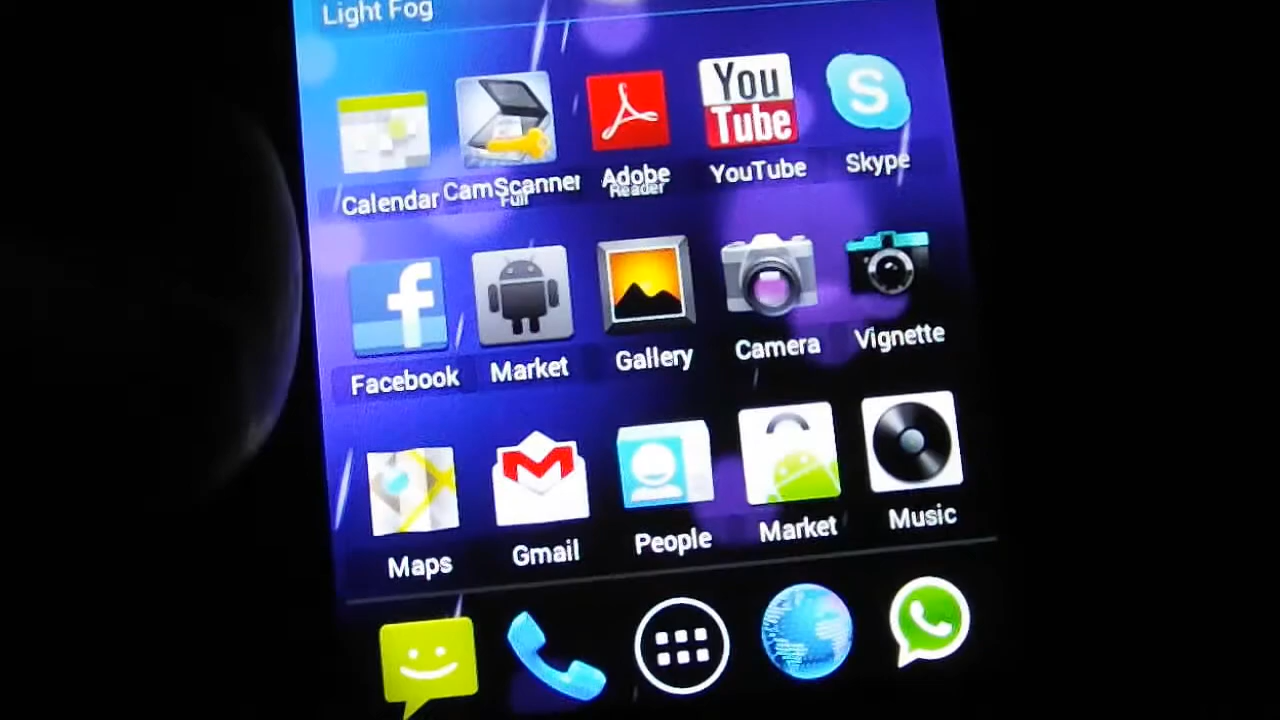 Light Fog
You
Tube
S
Calendar
CamScanner
Full
Adobe
Reader
YouTube
Skype
f
Facebook
Market
Gallery
Camera
Vignette
Maps
Gmail
People
Market
Music